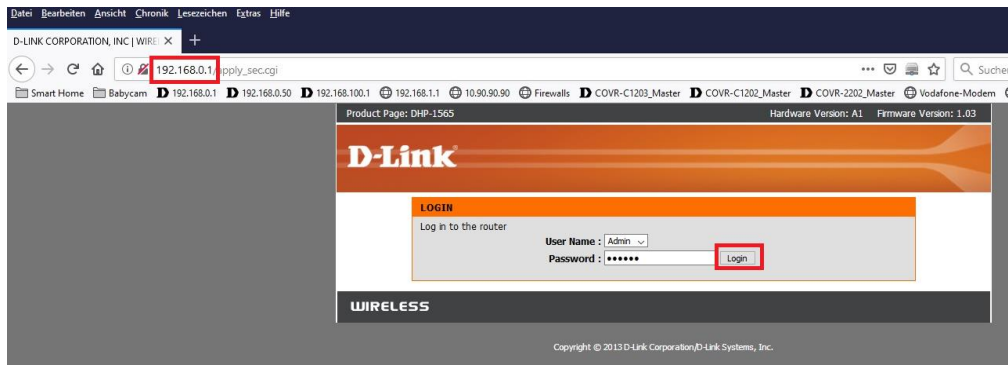 Datei Bearbeiten Ansicht Chronik Lesezeichen Extras Hilfe
D-LINK CORPORATION, INC | WIRE
192.168.0.1/apply_sec.cgi
Suche
Smart Home Babycam 192.168.0.1 192.168.0.50 192.168.100.1 192.168.1.1 10.90.90.90 Firewalls COVR-C1203_Master COVR-C1202_Master COVR-2202_Master Vodafone-Modem
Product Page: DHP-1565 Hardware Version: A1 Firmware Version: 1.03
D-Link
LOGIN
Log in to the router
User Name : Admin
Password : ●●●●●● Login
WIRELESS
Copyright © 2013 D-Link Corporation/D-Link Systems, Inc.